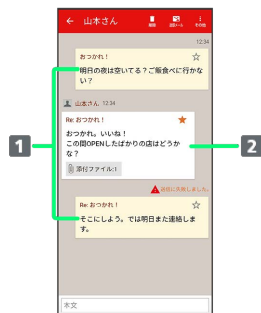 山本さん
削除 返信メール その他
12:34
おつかれ！
明日の夜は空いてる？ご飯食べに行かな
い？
山本さん 12:34
Re: おつかれ！
おつかれ。いいね！
この間OPENしたばかりの店はどうか
な？
添付ファイル:1
1
2
送信に失敗しました。
Re: おつかれ！
そこにしよう。では明日また連絡しま
す。
本文